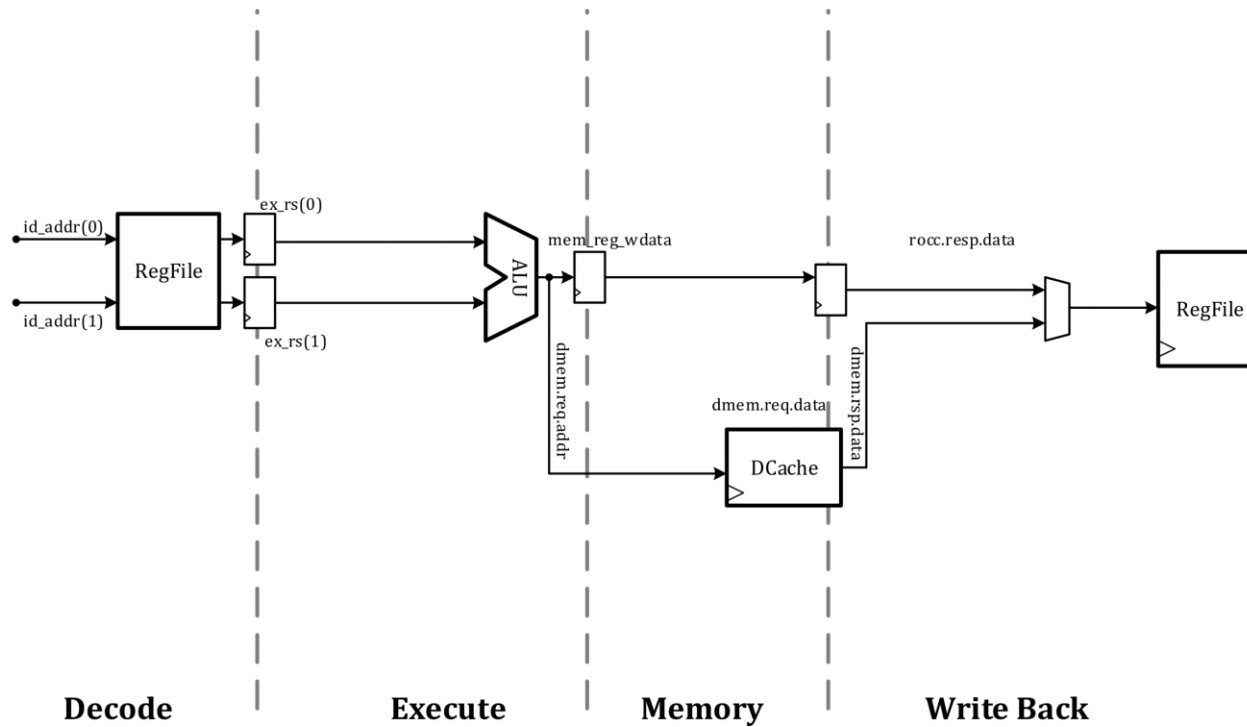 id_addr(0)
id_addr(1)
RegFile
ex_rs(0)
ex_rs(1)
ALU
mem_reg_wdata
dmem.req.addr
dmem.req.data
DCache
dmem.rsp.data
rocc.resp.data
RegFile
Decode
Execute
Memory
Write Back